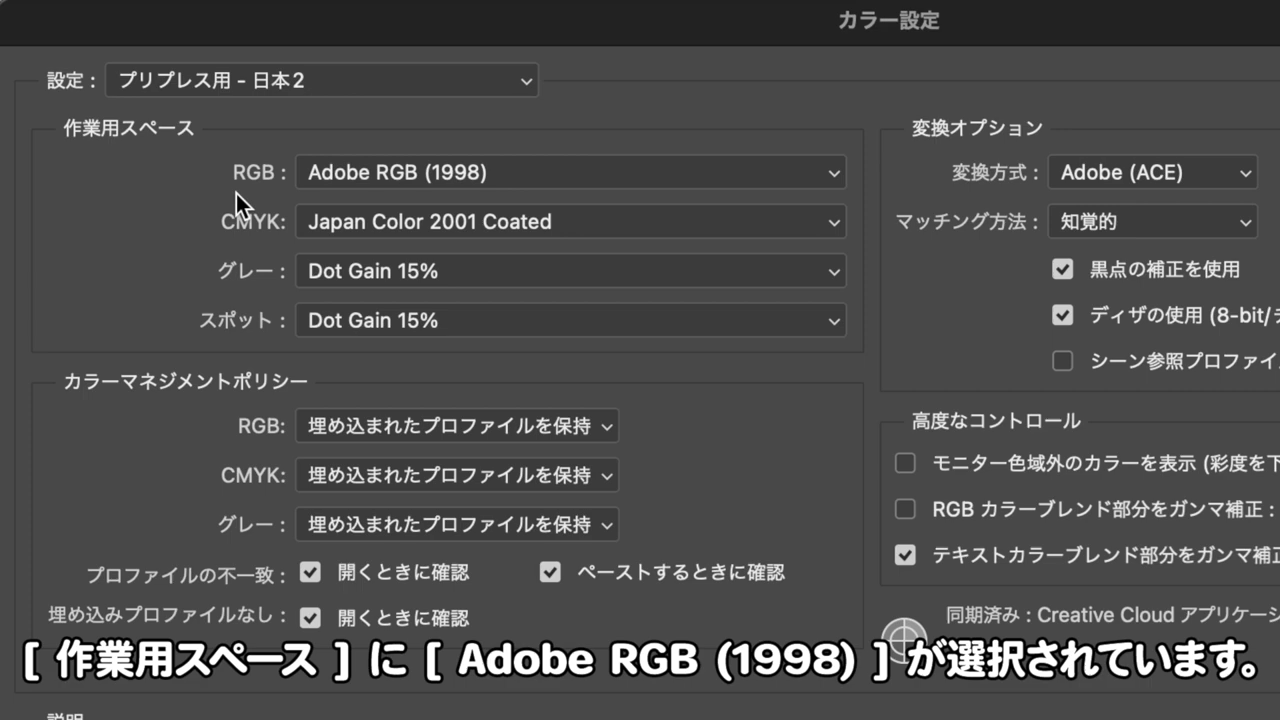 カラー設定
設定：プリプレス用 - 日本2
作業用スペース
RGB： Adobe RGB (1998)
CMYK: Japan Color 2001 Coated
グレー： Dot Gain 15%
スポット： Dot Gain 15%
カラーマネジメントポリシー
RGB: 埋め込まれたプロファイルを保持
CMYK: 埋め込まれたプロファイルを保持
グレー： 埋め込まれたプロファイルを保持
プロファイルの不一致： 開くときに確認 ペーストするときに確認
埋め込みプロファイルなし： 開くときに確認
変換オプション
変換方式： Adobe (ACE)
マッチング方法： 知覚的
黒点の補正を使用
ディザの使用 (8-bit/
シーン参照プロファイ
高度なコントロール
モニター色域外のカラーを表示 (彩度を下
RGB カラーブレンド部分をガンマ補正：
テキストカラーブレンド部分をガンマ補正
同期済み：Creative Cloud アプリケーシ
[ 作業用スペース ] に [ Adobe RGB (1998) ] が選択されています。